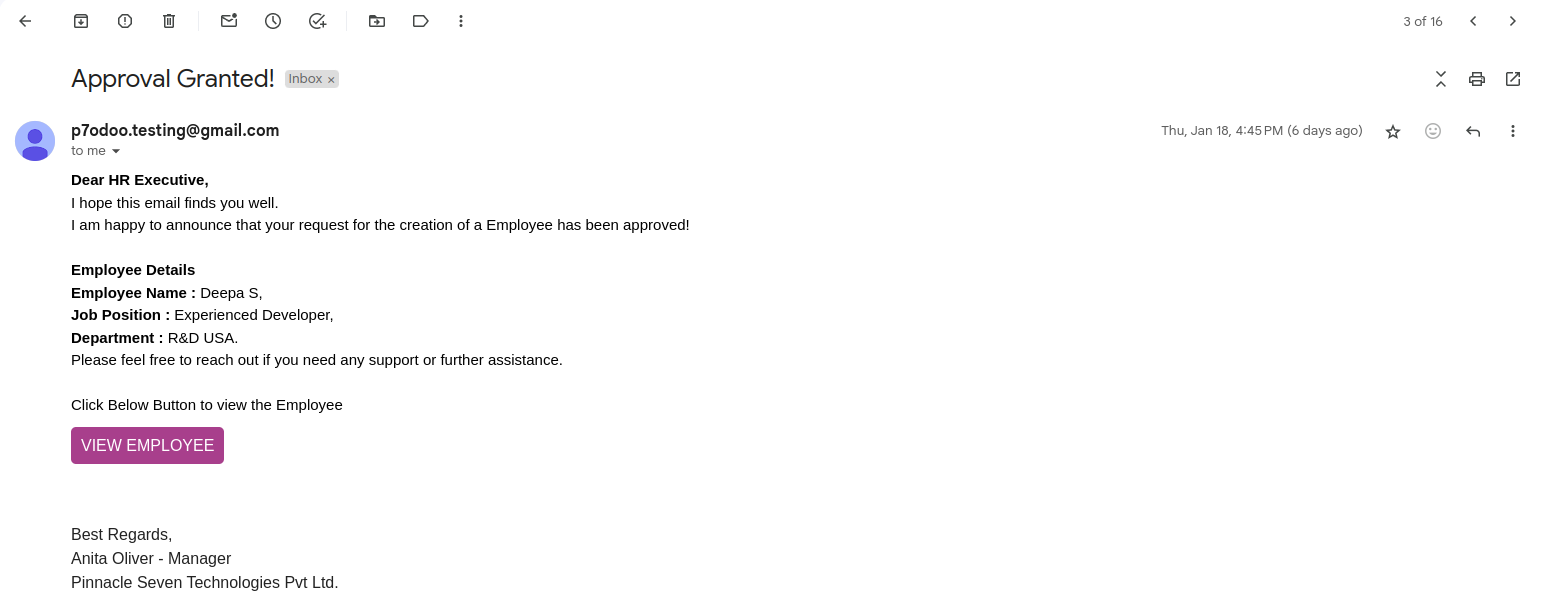 3 of 16
Approval Granted! Inbox ×
p7odoo.testing@gmail.com Thu, Jan 18, 4:45 PM (6 days ago)
to me
Dear HR Executive,
I hope this email finds you well.
I am happy to announce that your request for the creation of a Employee has been approved!
Employee Details
Employee Name : Deepa S,
Job Position : Experienced Developer,
Department : R&D USA.
Please feel free to reach out if you need any support or further assistance.
Click Below Button to view the Employee
VIEW EMPLOYEE
Best Regards,
Anita Oliver - Manager
Pinnacle Seven Technologies Pvt Ltd.